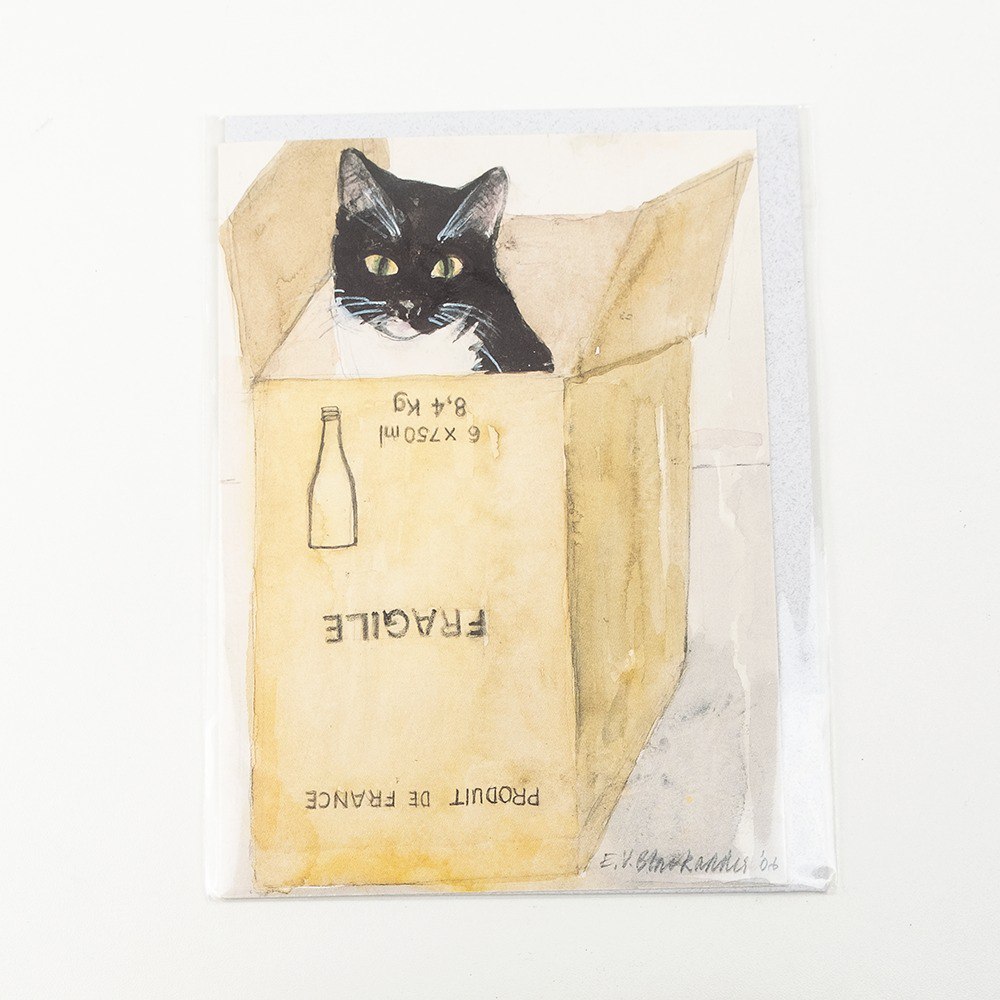 PRODUIT DE FRANCE
FRAGILE
6 x750ml
8,4 Kg
E.V.Blackadder '06